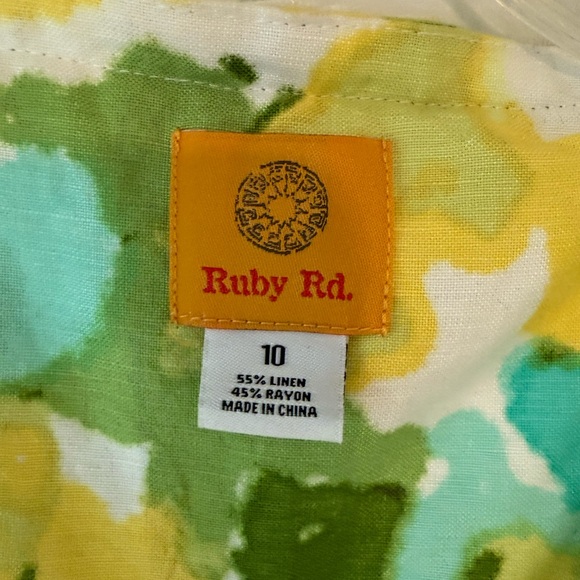 Ruby Rd.
10
55% LINEN
45% RAYON
MADE IN CHINA